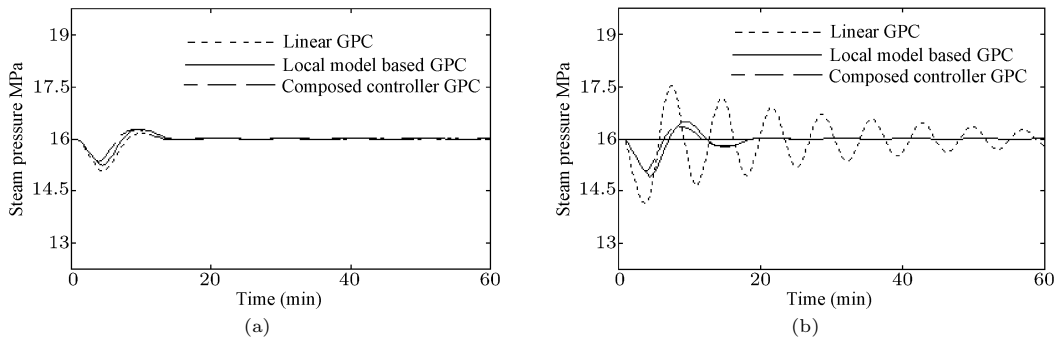 Steam pressure MPa
19
17.5
16
14.5
13
Linear GPC
Local model based GPC
Composed controller GPC
0
20
40
60
Time (min)
(a)
Steam pressure MPa
19
17.5
16
14.5
13
Linear GPC
Local model based GPC
Composed controller GPC
0
20
40
60
Time (min)
(b)